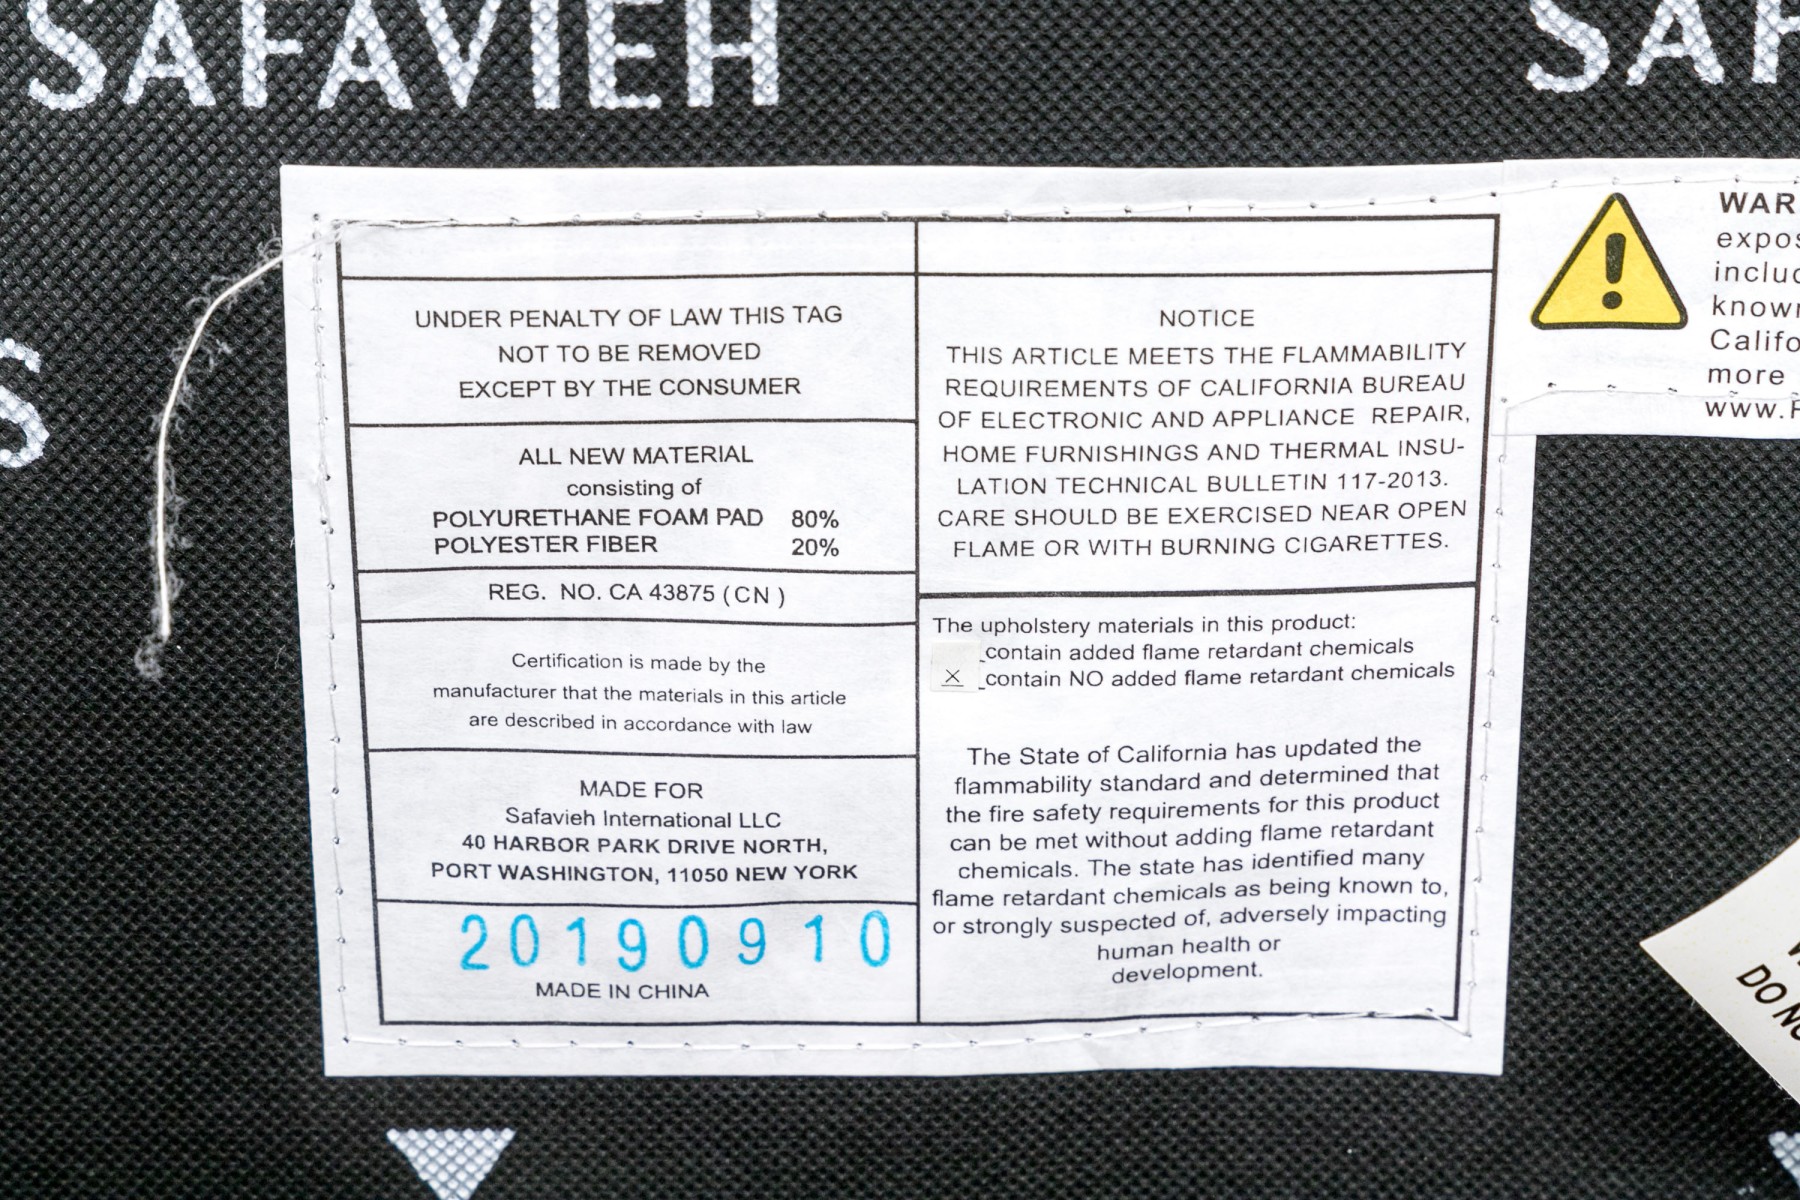 SAFAVIEH
UNDER PENALTY OF LAW THIS TAG
NOT TO BE REMOVED
EXCEPT BY THE CONSUMER
ALL NEW MATERIAL
consisting of
POLYURETHANE FOAM PAD 80%
POLYESTER FIBER 20%
REG. NO. CA 43875 (CN )
Certification is made by the
manufacturer that the materials in this article
are described in accordance with law
MADE FOR
Safavieh International LLC
40 HARBOR PARK DRIVE NORTH,
PORT WASHINGTON, 11050 NEW YORK
20190910
MADE IN CHINA
NOTICE
THIS ARTICLE MEETS THE FLAMMABILITY
REQUIREMENTS OF CALIFORNIA BUREAU
OF ELECTRONIC AND APPLIANCE REPAIR,
HOME FURNISHINGS AND THERMAL INSU-
LATION TECHNICAL BULLETIN 117-2013.
CARE SHOULD BE EXERCISED NEAR OPEN
FLAME OR WITH BURNING CIGARETTES.
The upholstery materials in this product:
_contain added flame retardant chemicals
X _contain NO added flame retardant chemicals
The State of California has updated the
flammability standard and determined that
the fire safety requirements for this product
can be met without adding flame retardant
chemicals. The state has identified many
flame retardant chemicals as being known to,
or strongly suspected of, adversely impacting
human health or
development.
more
DO